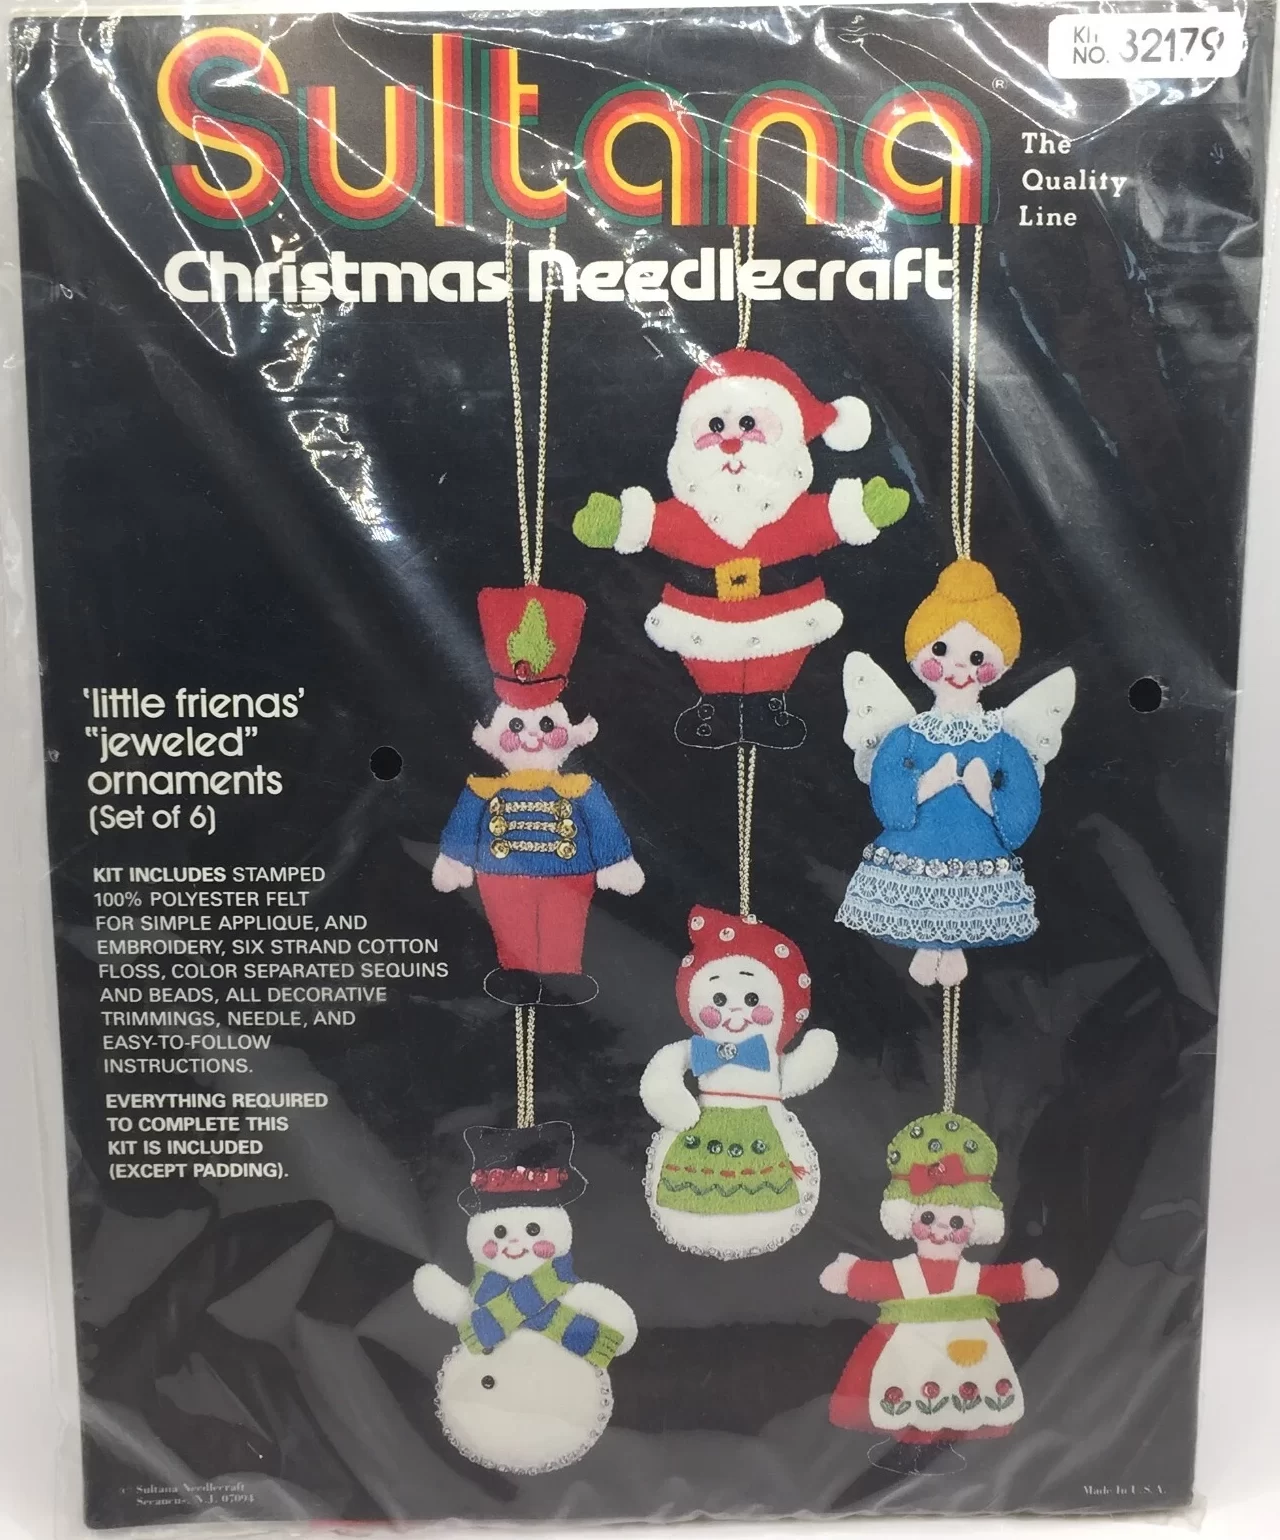 KIT
NO. 32179
Sultana ®
The
Quality
Line
Christmas Needlecraft
'little friends'
"jeweled"
ornaments
(Set of 6)
KIT INCLUDES STAMPED
100% POLYESTER FELT
FOR SIMPLE APPLIQUE, AND
EMBROIDERY, SIX STRAND COTTON
FLOSS, COLOR SEPARATED SEQUINS
AND BEADS, ALL DECORATIVE
TRIMMINGS, NEEDLE, AND
EASY-TO-FOLLOW
INSTRUCTIONS.
EVERYTHING REQUIRED
TO COMPLETE THIS
KIT IS INCLUDED
(EXCEPT PADDING).
© Sultana Needlecraft
Secaucus, N.J. 07094
Made In U.S.A.